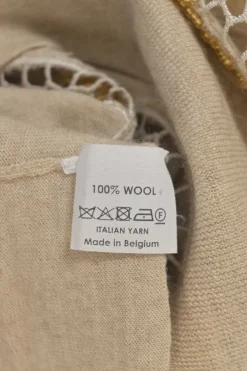 100% WOOL
F
ITALIAN YARN
Made in Belgium